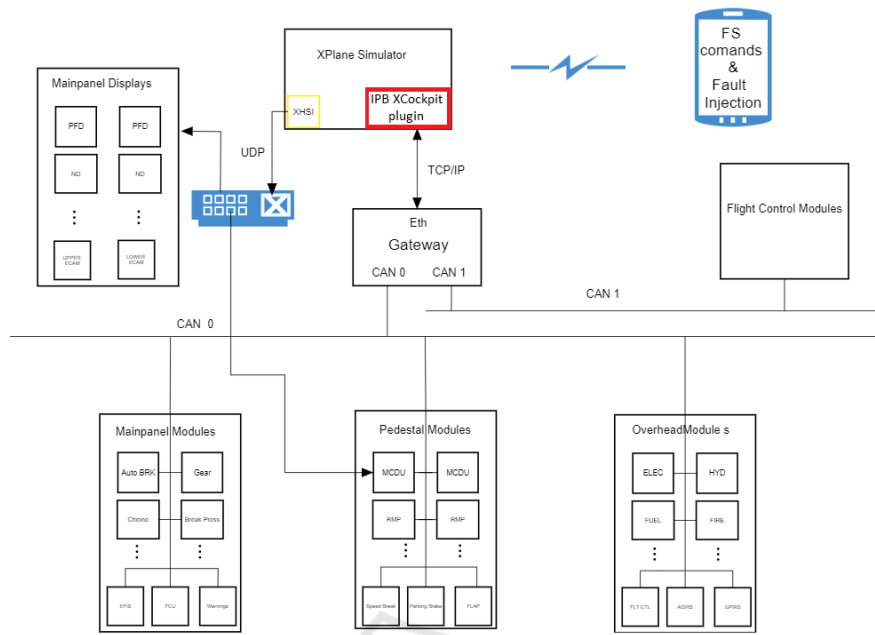 XPlane Simulator
XHSI
IPB XCockpit
plugin
FS
comands
&
Fault
Injection
Mainpanel Displays
PFD
PFD
ND
ND
UPPER
ECAM
LOWER
ECAM
UDP
TCP/IP
Eth
Gateway
CAN 0
CAN 1
Flight Control Modules
CAN 1
CAN 0
Mainpanel Modules
Auto BRK
Gear
Chrono
Break Press
EFIS
FCU
Warnings
Pedestal Modules
MCDU
MCDU
RMP
RMP
Speed Break
Parking Brake
FLAP
OverheadModule s
ELEC
HYD
FUEL
FIRE
FLT CTL
ADIRS
GPWS